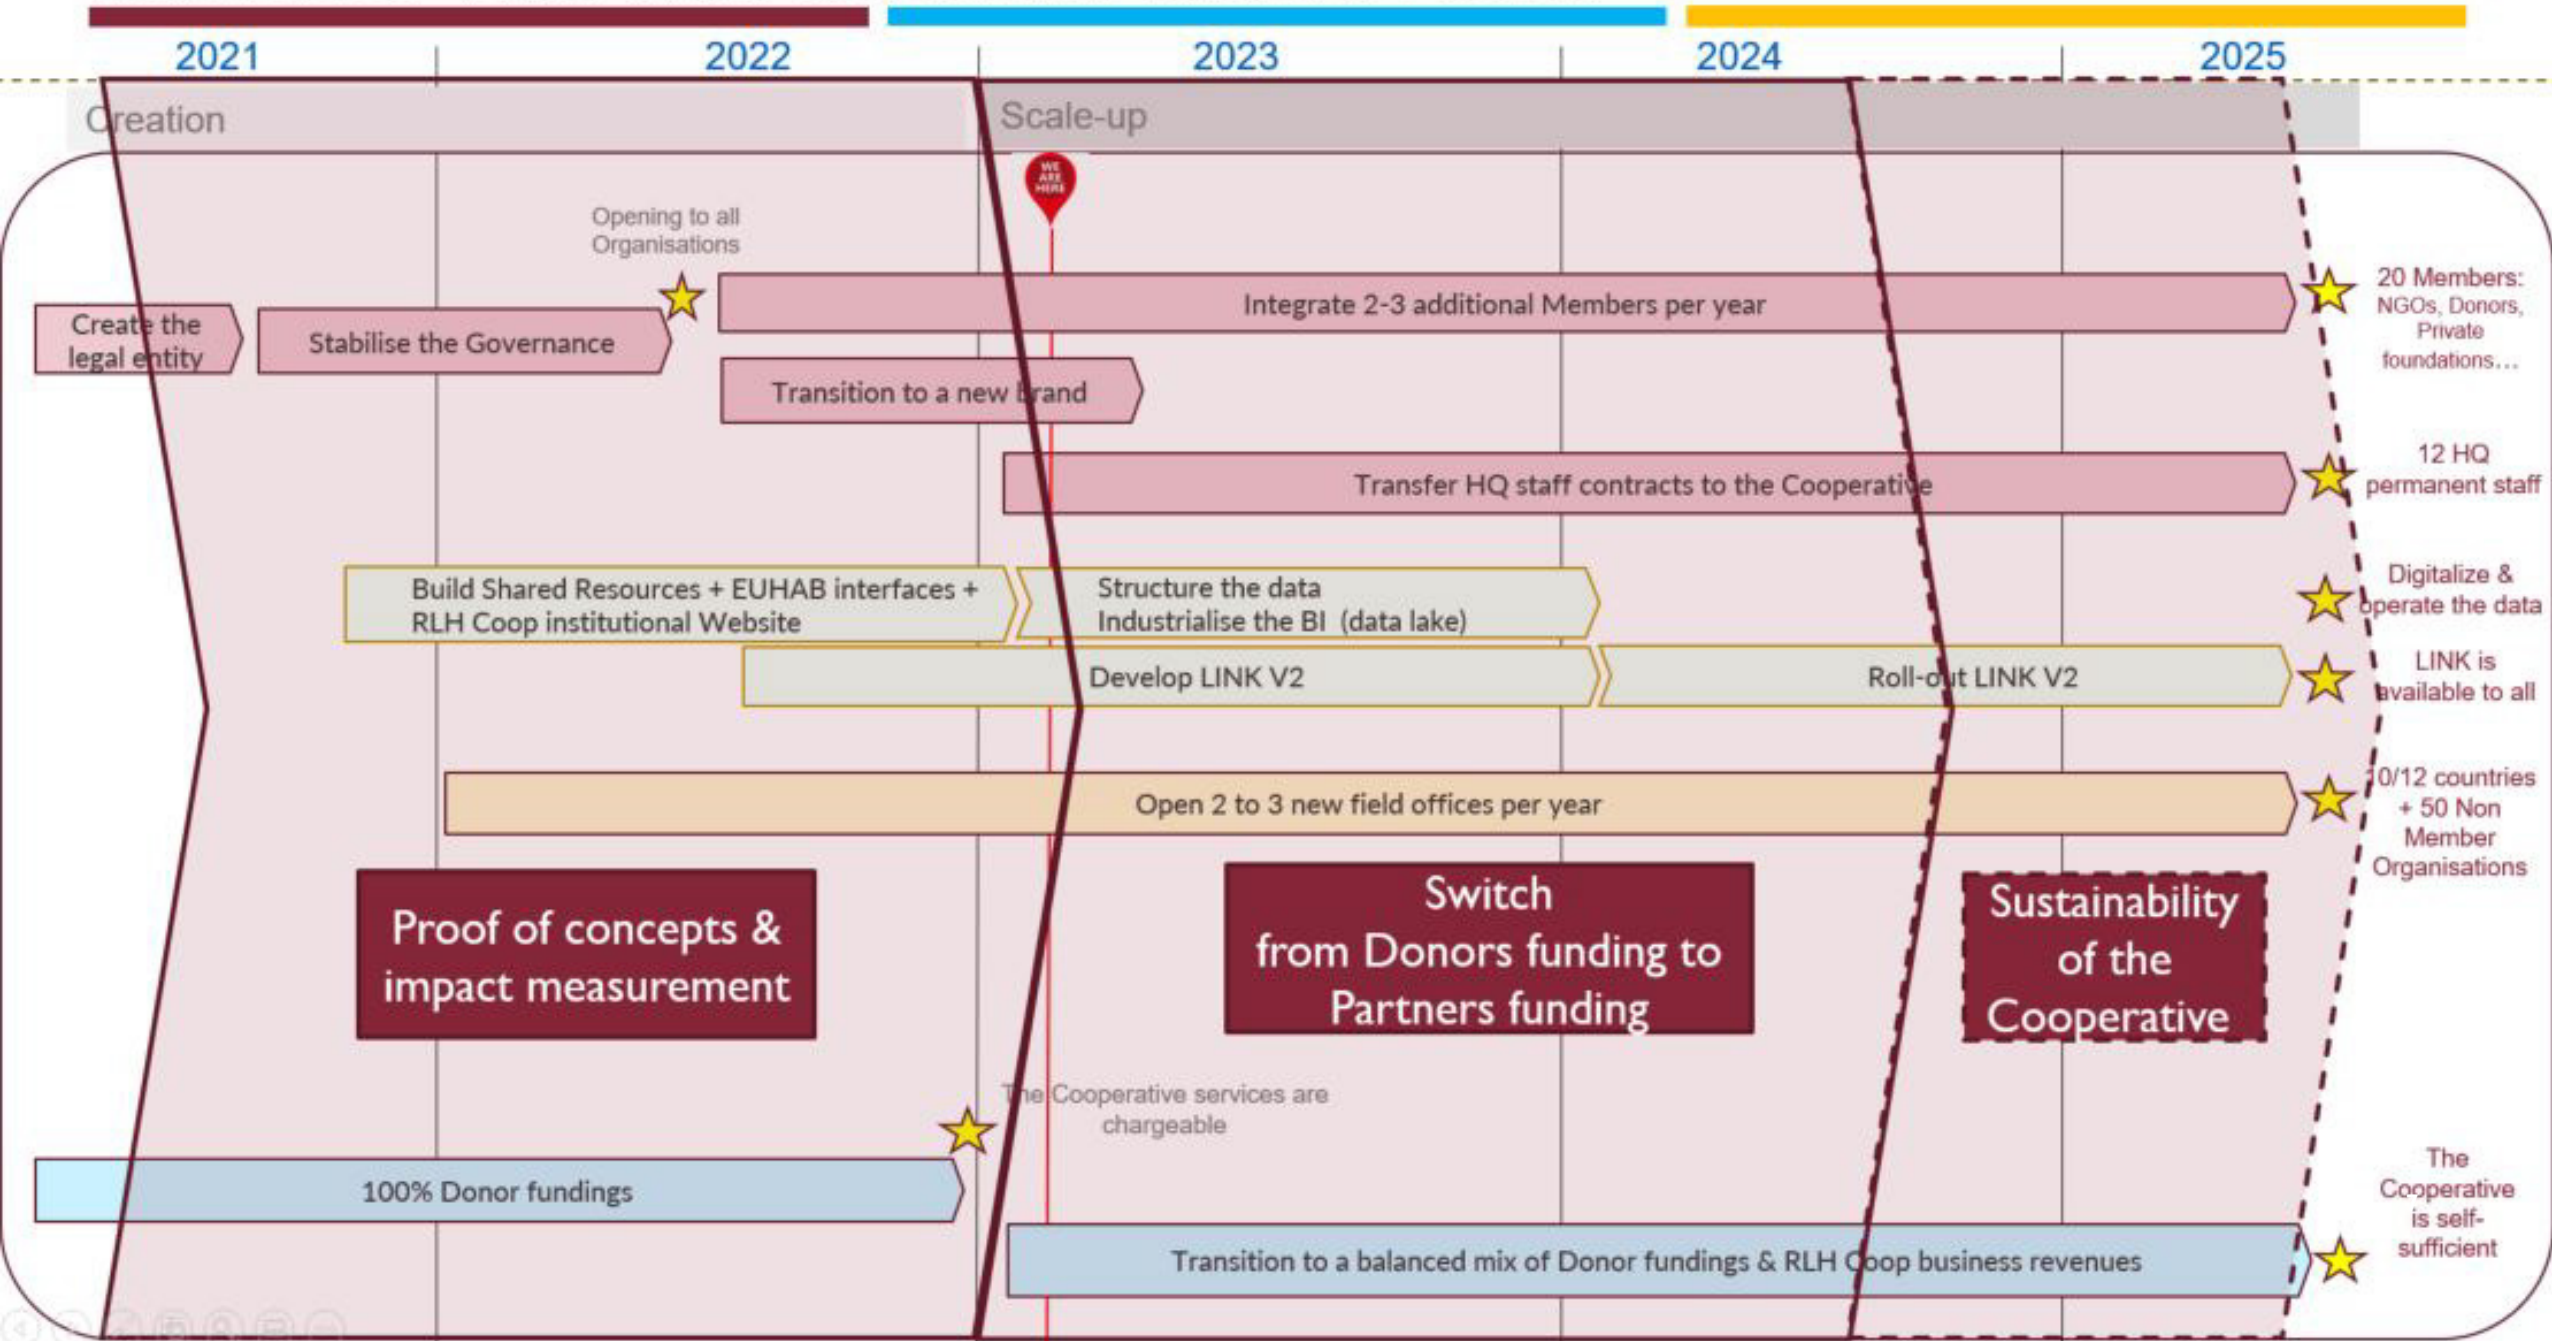 2021
2022
2023
2024
2025
Creation
Scale-up
WE
ARE
HERE
Opening to all
Organisations
Create the
legal entity
Stabilise the Governance
Integrate 2-3 additional Members per year
20 Members:
NGOs, Donors,
Private
foundations...
Transition to a new brand
Transfer HQ staff contracts to the Cooperative
12 HQ
permanent staff
Build Shared Resources + EUHAB interfaces +
RLH Coop institutional Website
Structure the data
Industrialise the BI (data lake)
Digitalize &
operate the data
Develop LINK V2
Roll-out LINK V2
LINK is
available to all
Open 2 to 3 new field offices per year
10/12 countries
+ 50 Non
Member
Organisations
Proof of concepts &
impact measurement
Switch
from Donors funding to
Partners funding
Sustainability
of the
Cooperative
The Cooperative services are
chargeable
100% Donor fundings
Transition to a balanced mix of Donor fundings & RLH Coop business revenues
The
Cooperative
is self-
sufficient